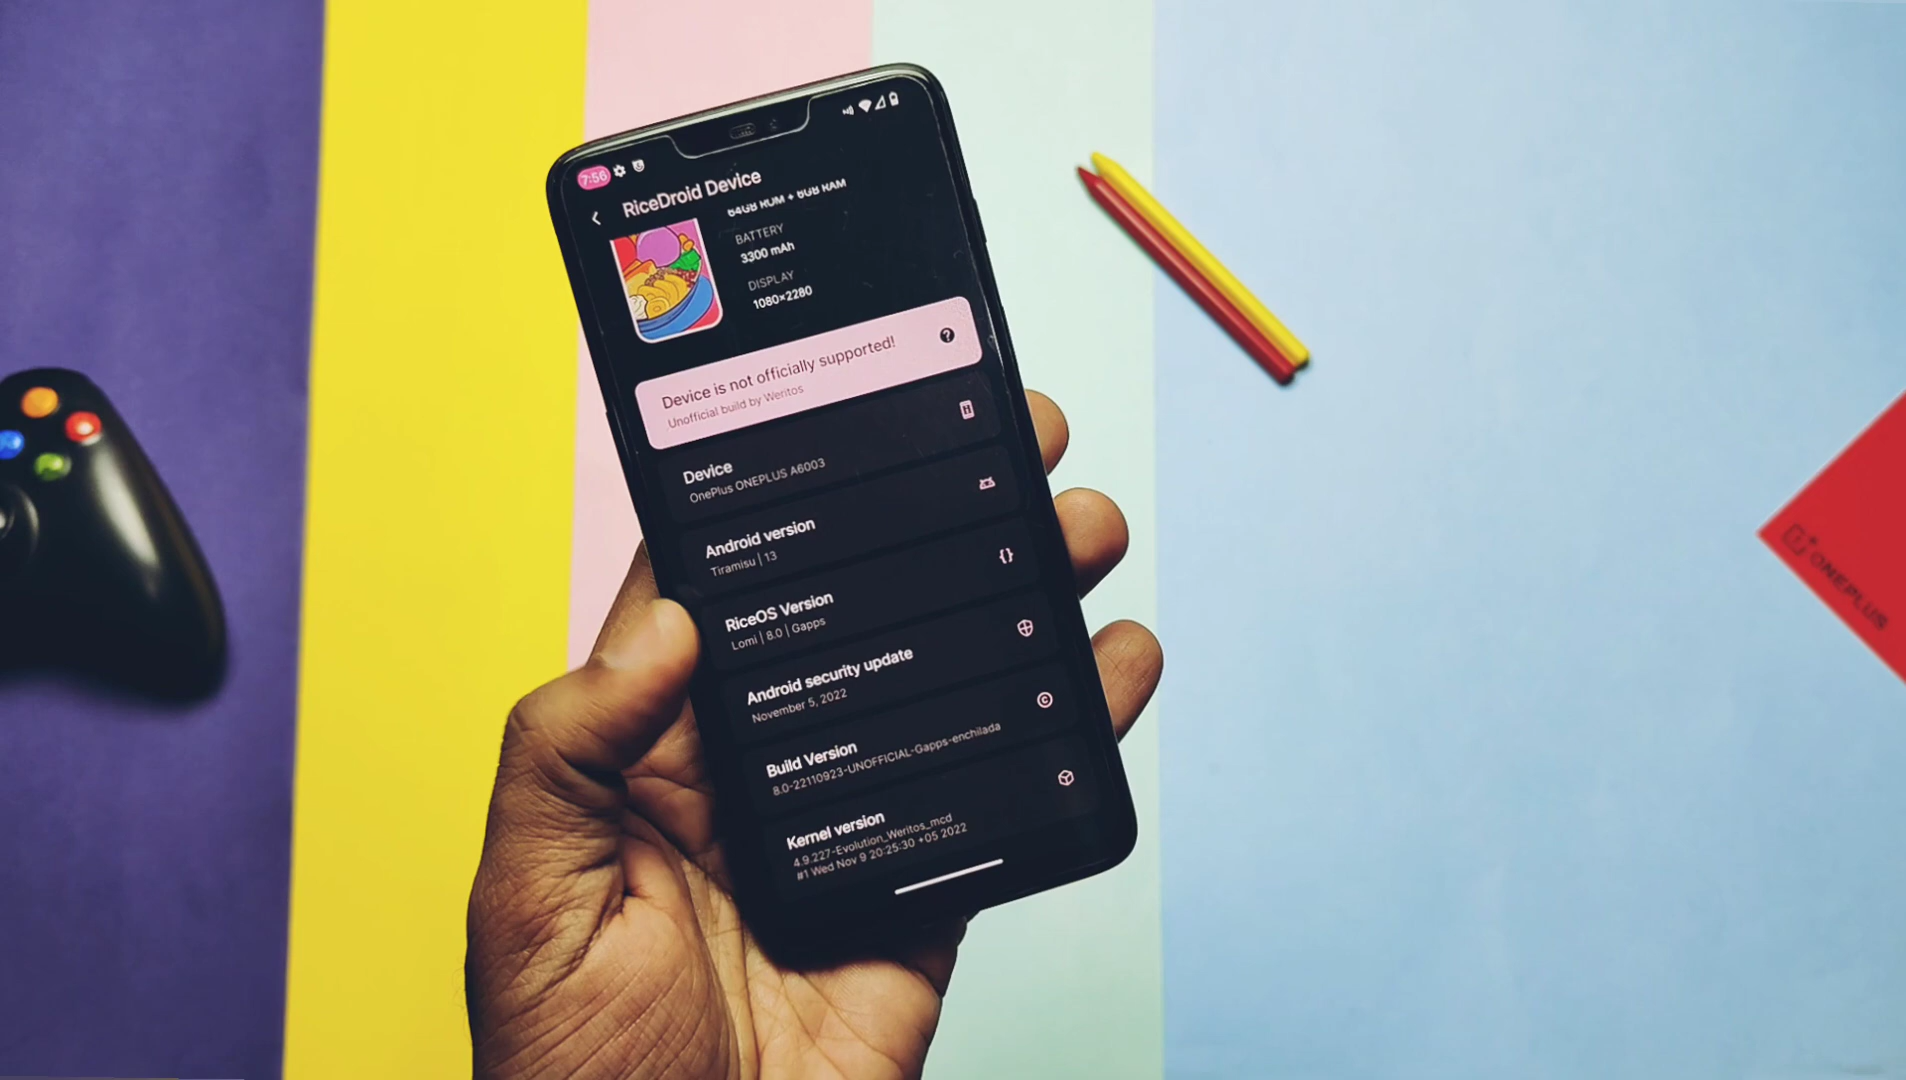 7:56
RiceDroid Device
64GB ROM + 8GB RAM
BATTERY
3300 mAh
DISPLAY
1080×2280
Device is not officially supported!
Unofficial build by Weritos
Device
OnePlus ONEPLUS A6003
Android version
Tiramisu | 13
RiceOS Version
Lomi | 8.0 | Gapps
Android security update
November 5, 2022
Build Version
8.0-22110923-UNOFFICIAL-Gapps-enchilada
Kernel version
4.9.227-Evolution_Weritos_mcd
#1 Wed Nov 9 20:25:30 +05 2022
ONEPLUS